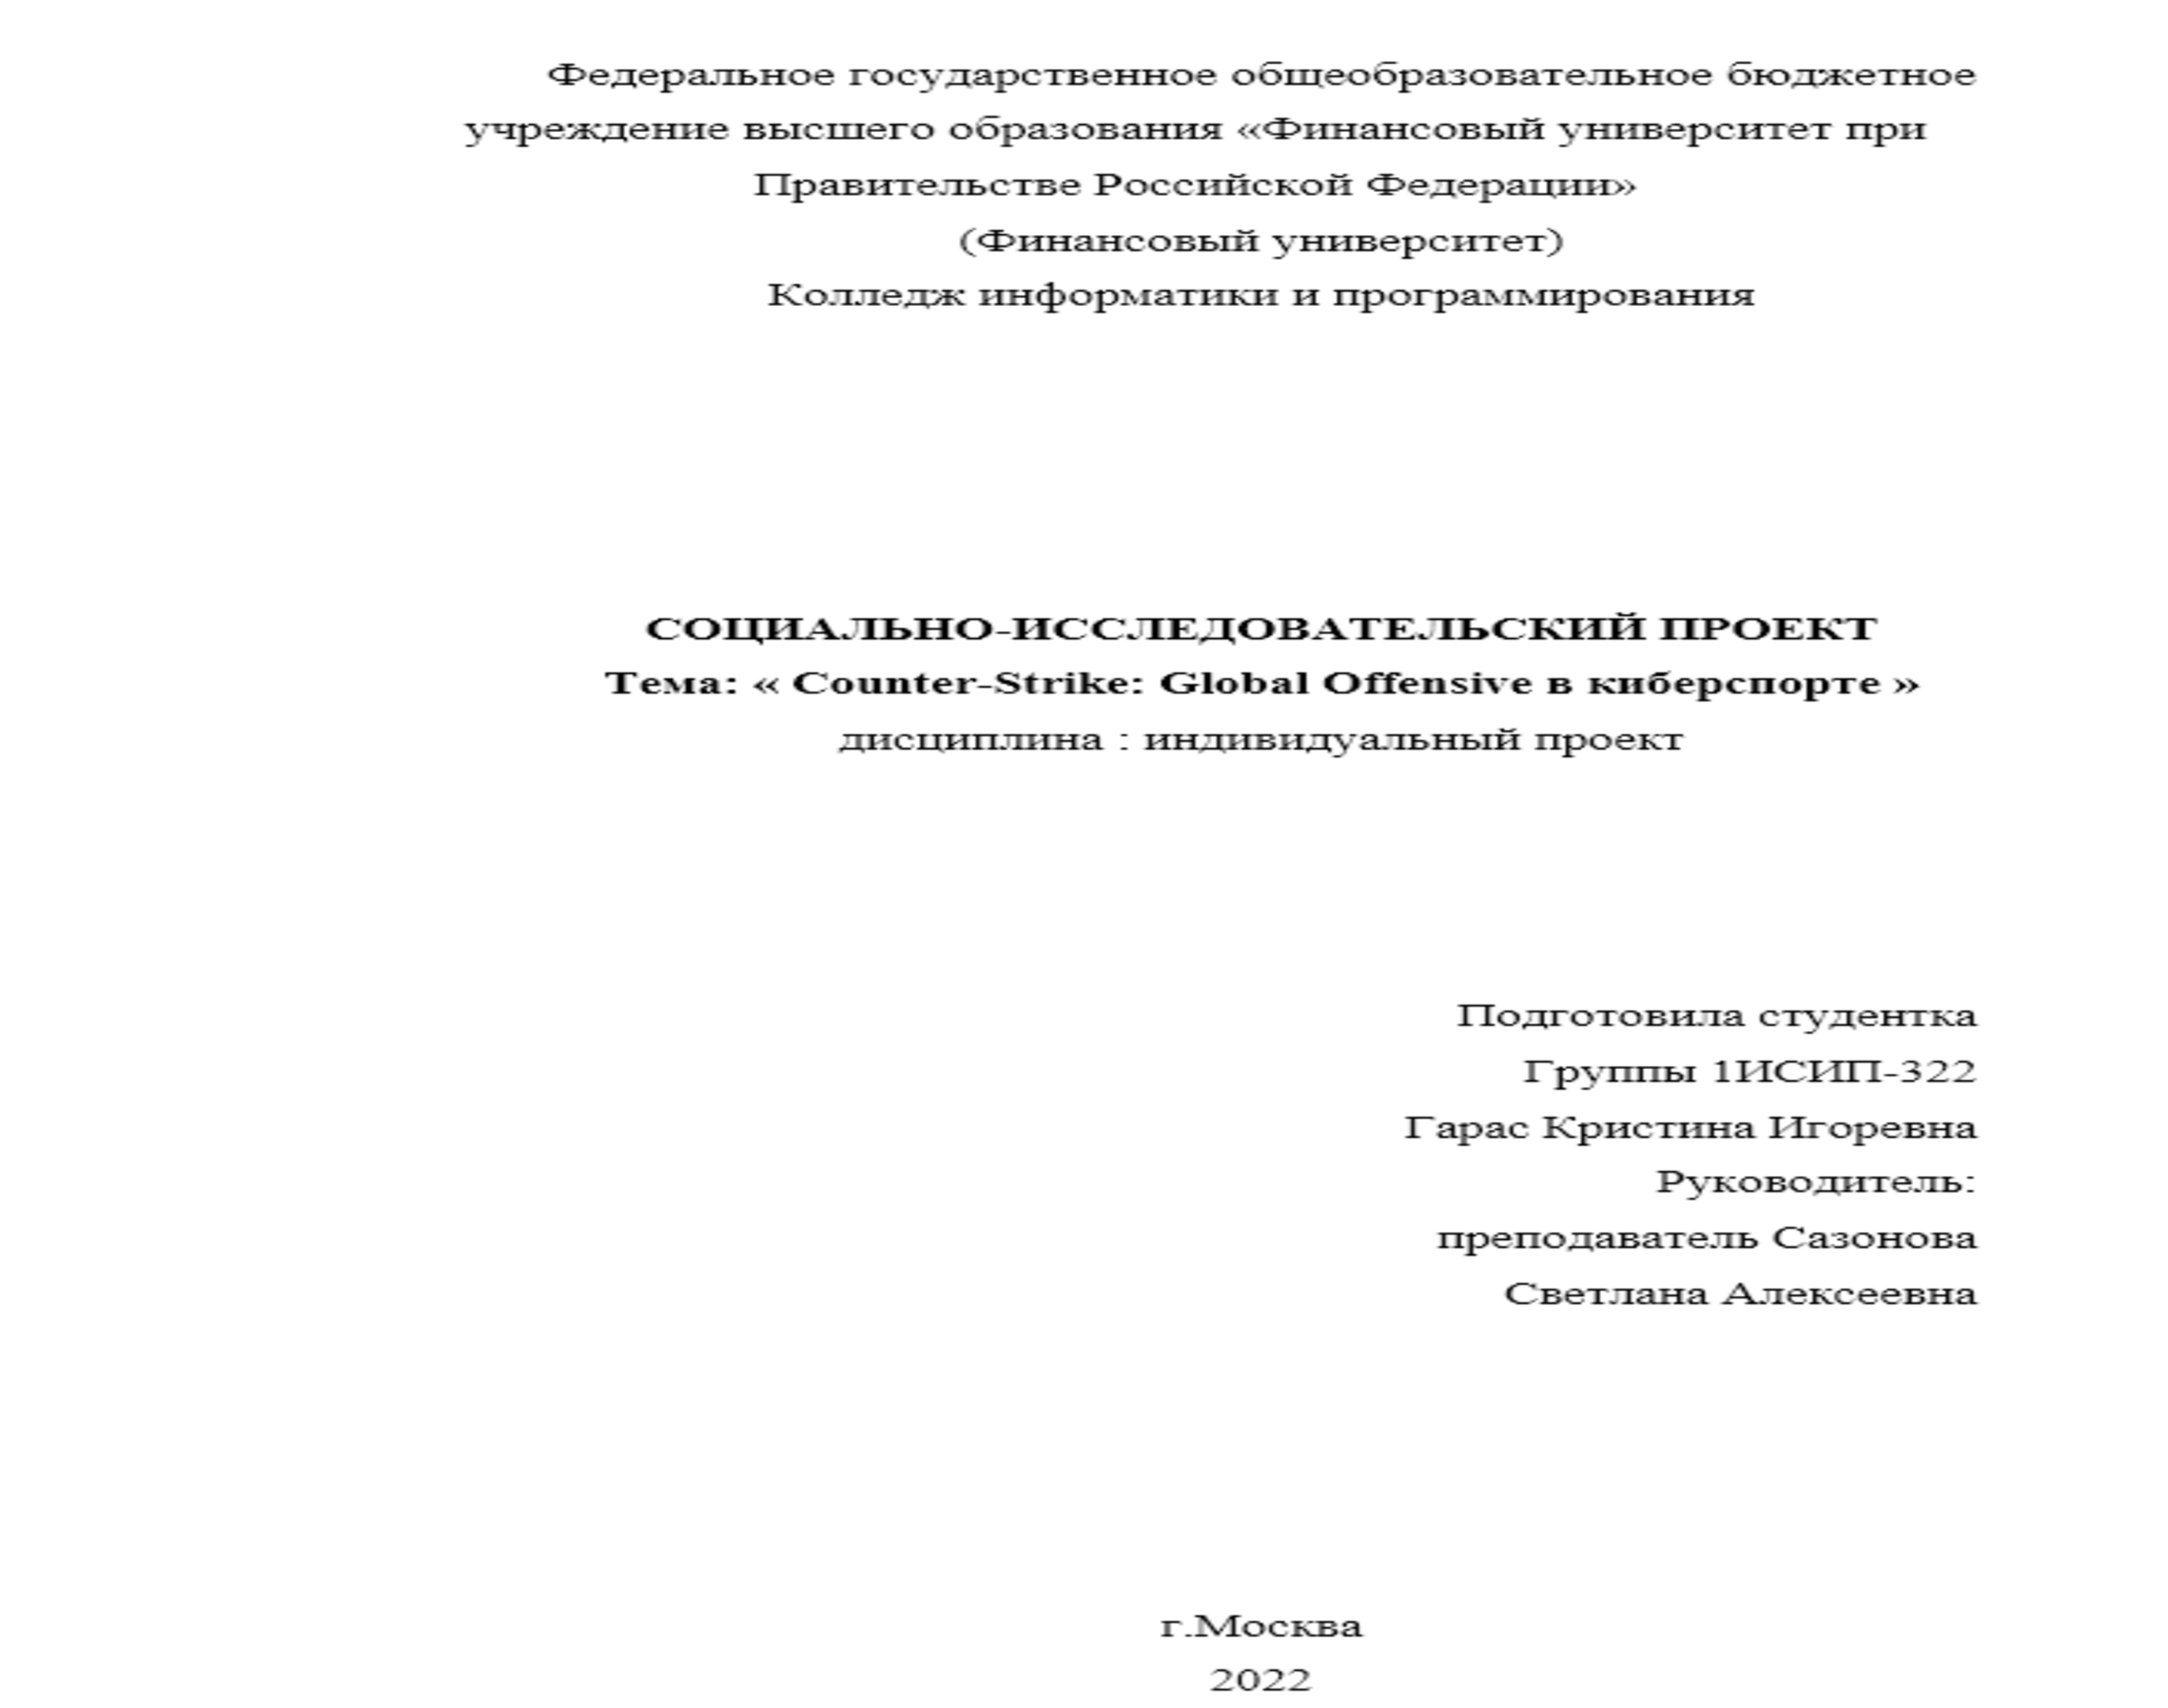 Федеральное государственное общеобразовательное бюджетное
учреждение высшего образования «Финансовый университет при
Правительстве Российской Федерации»
(Финансовый университет)
Колледж информатики и программирования
СОЦИАЛЬНО-ИССЛЕДОВАТЕЛЬСКИЙ ПРОЕКТ
Тема: « Counter-Strike: Global Offensive в киберспорте »
дисциплина : индивидуальный проект
Подготовила студентка
Группы 1ИСИП-322
Гарас Кристина Игоревна
Руководитель:
преподаватель Сазонова
Светлана Алексеевна
г.Москва
2022